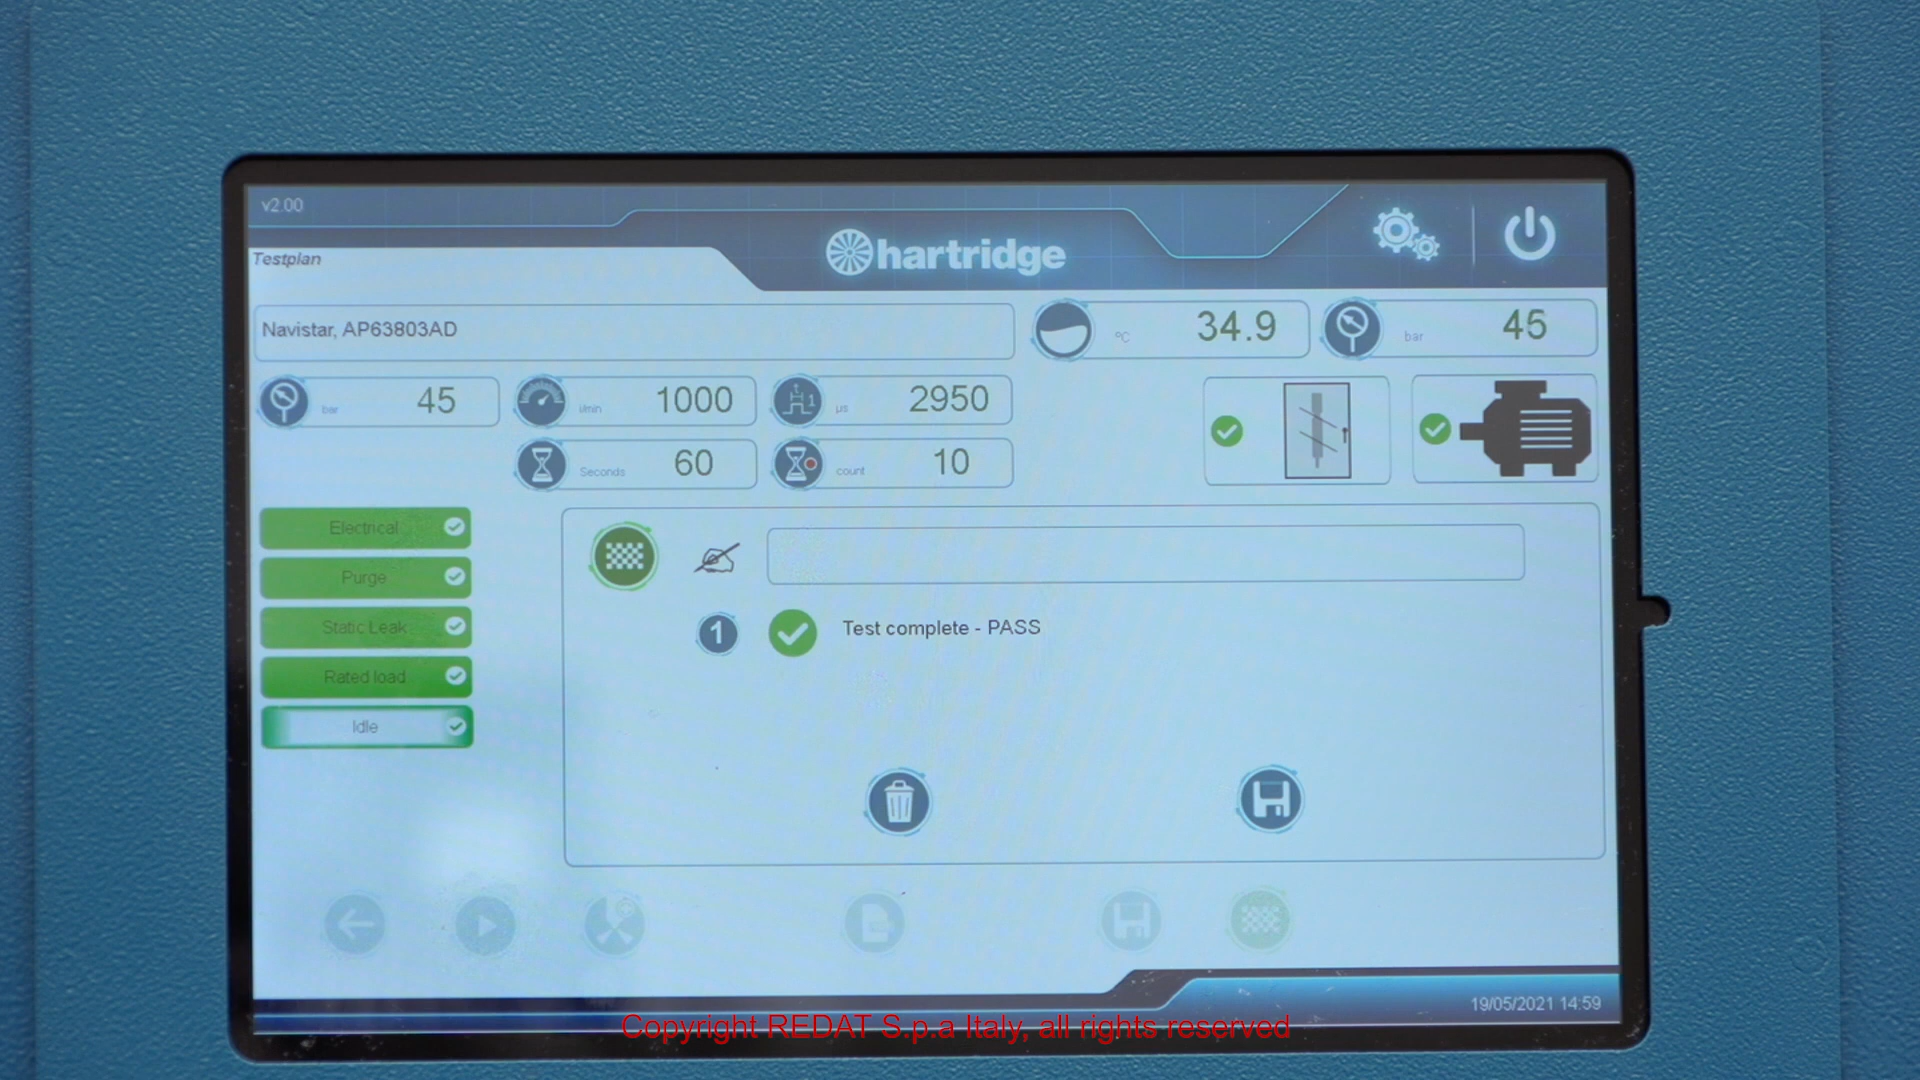 v2.00
hartridge
Testplan
Navistar, AP63803AD
°C 34.9
bar 45
bar 45
l/min 1000
1
µs 2950
Seconds 60
count 10
Electrical
Purge
Static Leak
Rated load
Idle
1 Test complete - PASS
19/05/2021 14:59
Copyright REDAT S.p.a Italy, all rights reserved